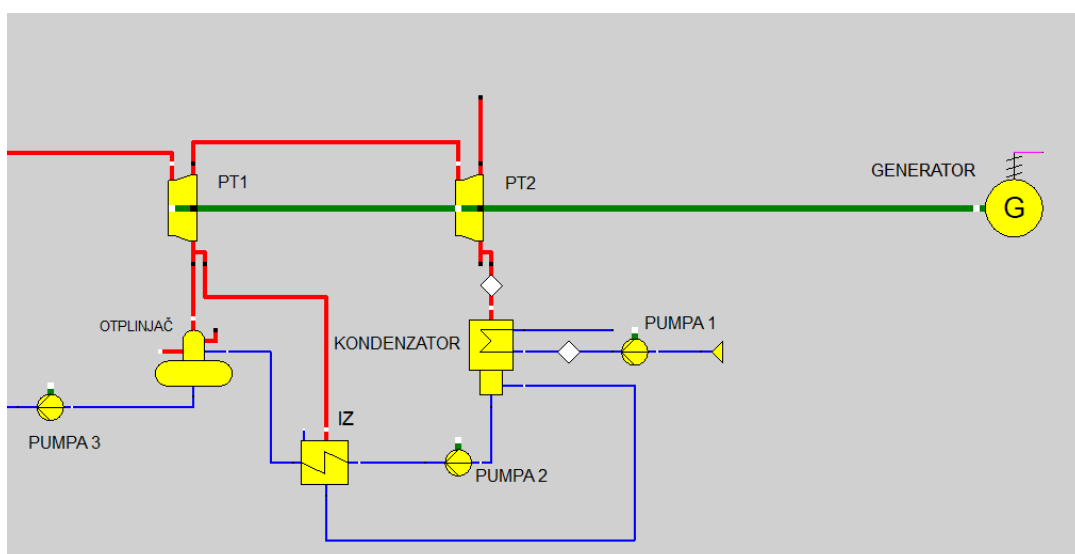 GENERATOR
PT1
PT2
G
OTPLINJAČ
KONDENZATOR
PUMPA 1
PUMPA 3
IZ
PUMPA 2